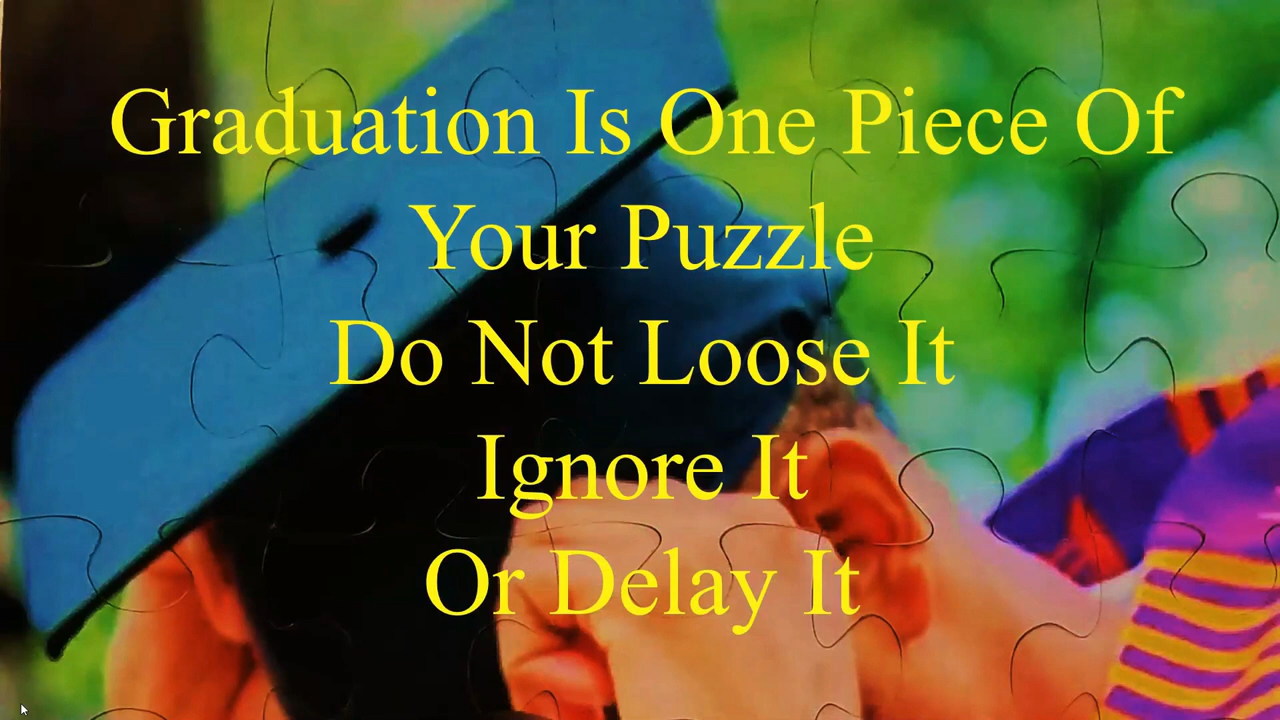 Graduation Is One Piece Of
Your Puzzle
Do Not Loose It
Ignore It
Or Delay It